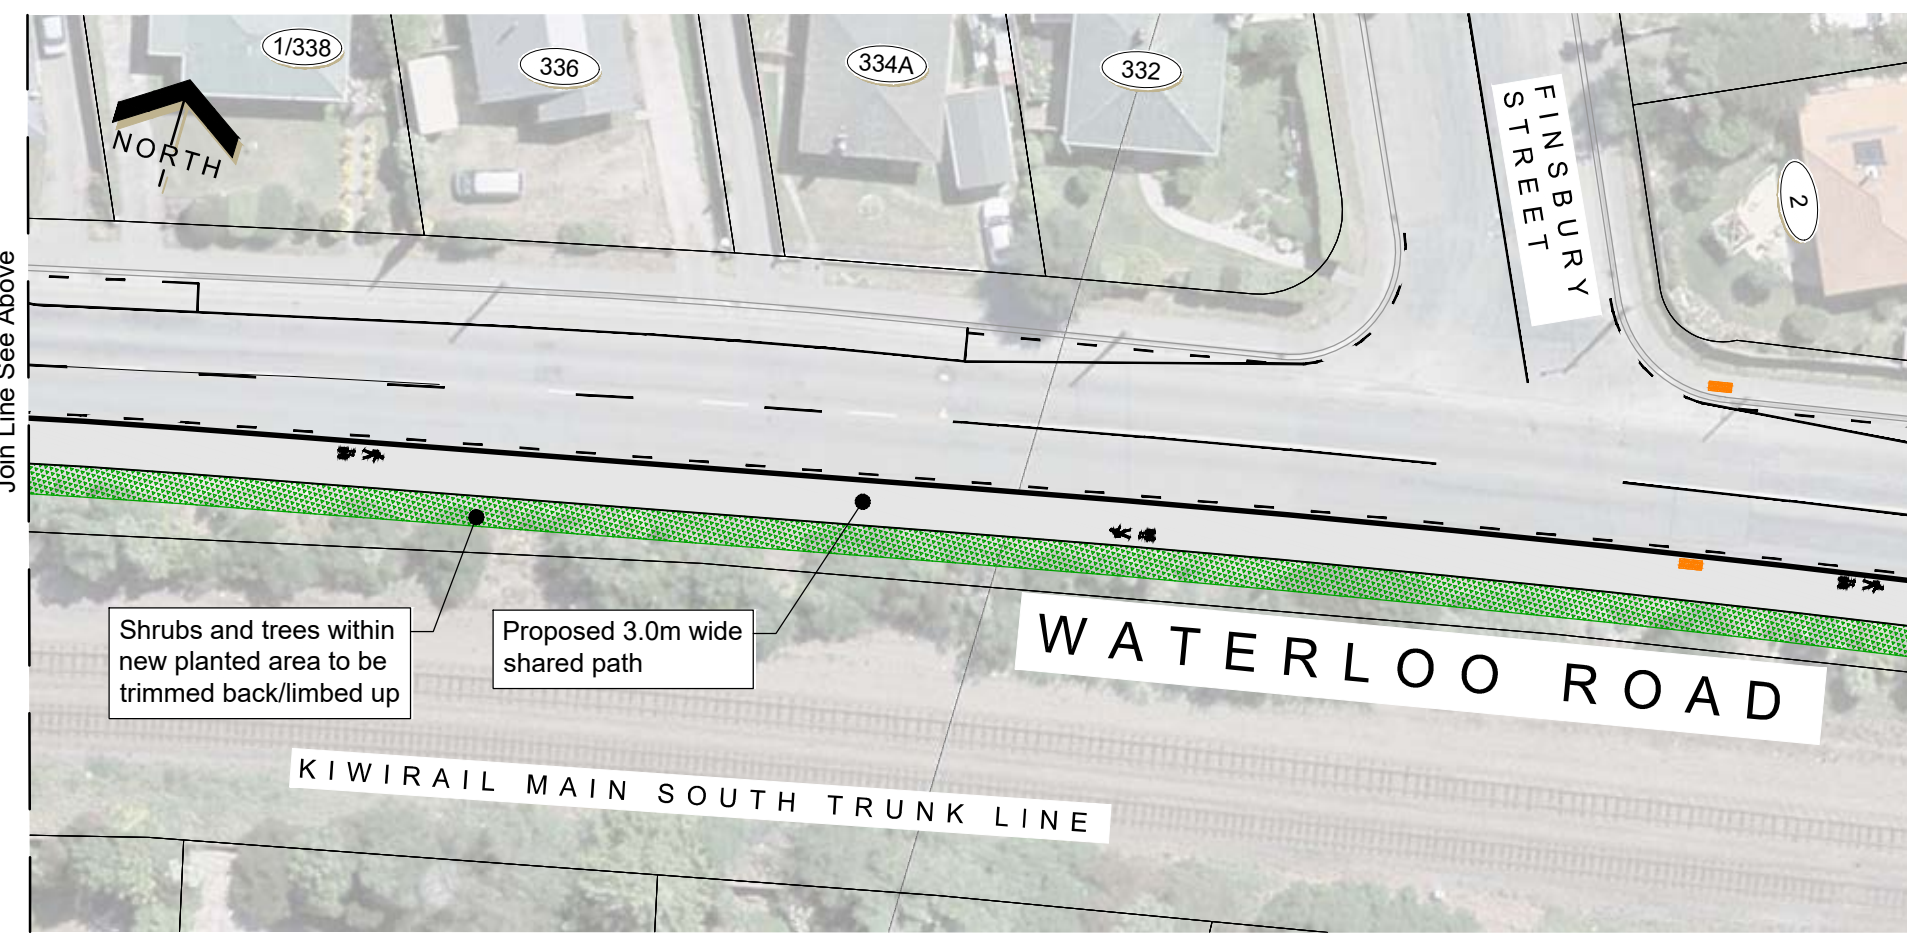 1/338
336
334A
332
FINSBURY
STREET
2
NORTH
Join Line See Above
Shrubs and trees within
new planted area to be
trimmed back/limbed up
Proposed 3.0m wide
shared path
WATERLOO ROAD
KIWIRAIL MAIN SOUTH TRUNK LINE